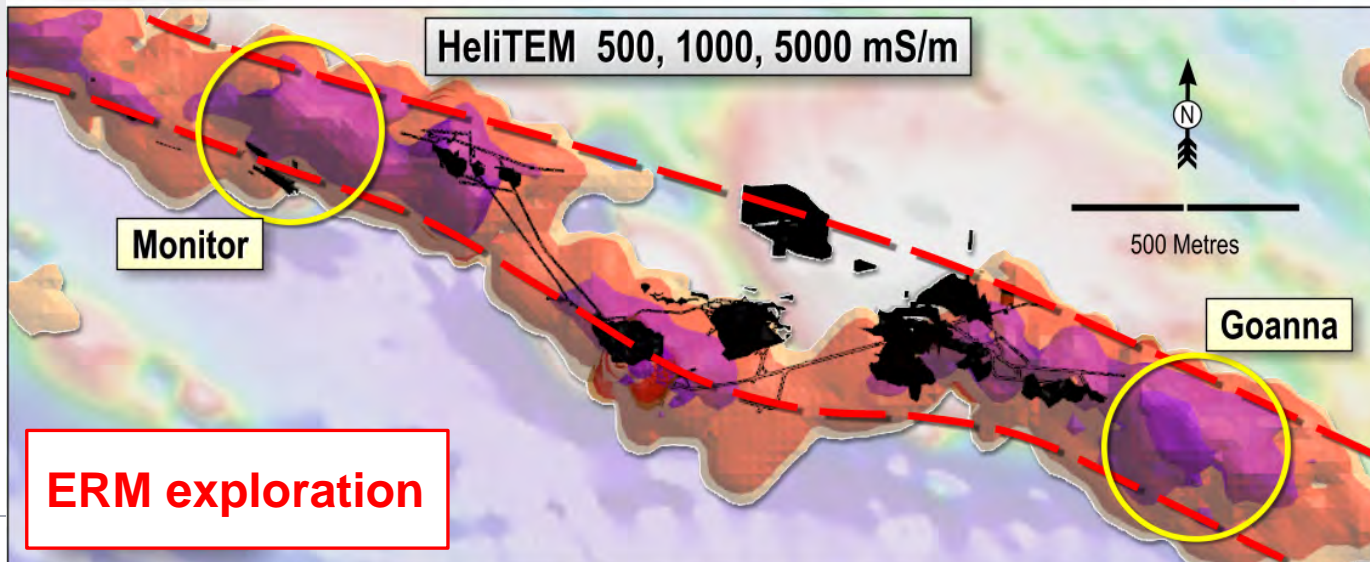 HeliTEM 500, 1000, 5000 mS/m
N
500 Metres
Monitor
Goanna
ERM exploration